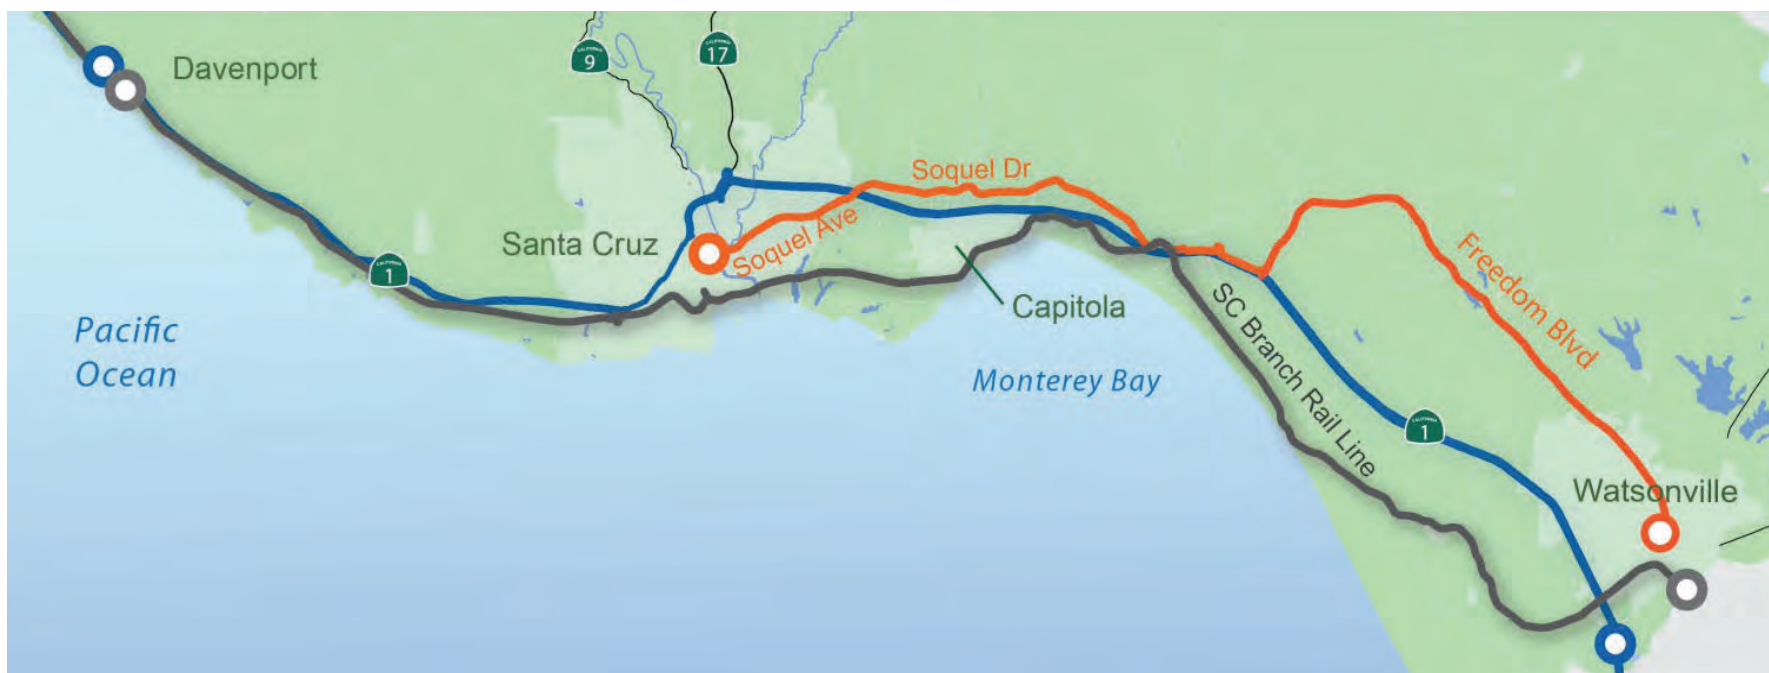 Davenport
9
17
Soquel Dr
Santa Cruz
Soquel Ave
Freedom Blvd
CALIFORNIA
1
Capitola
SC Branch Rail Line
Pacific
Ocean
Monterey Bay
1
Watsonville